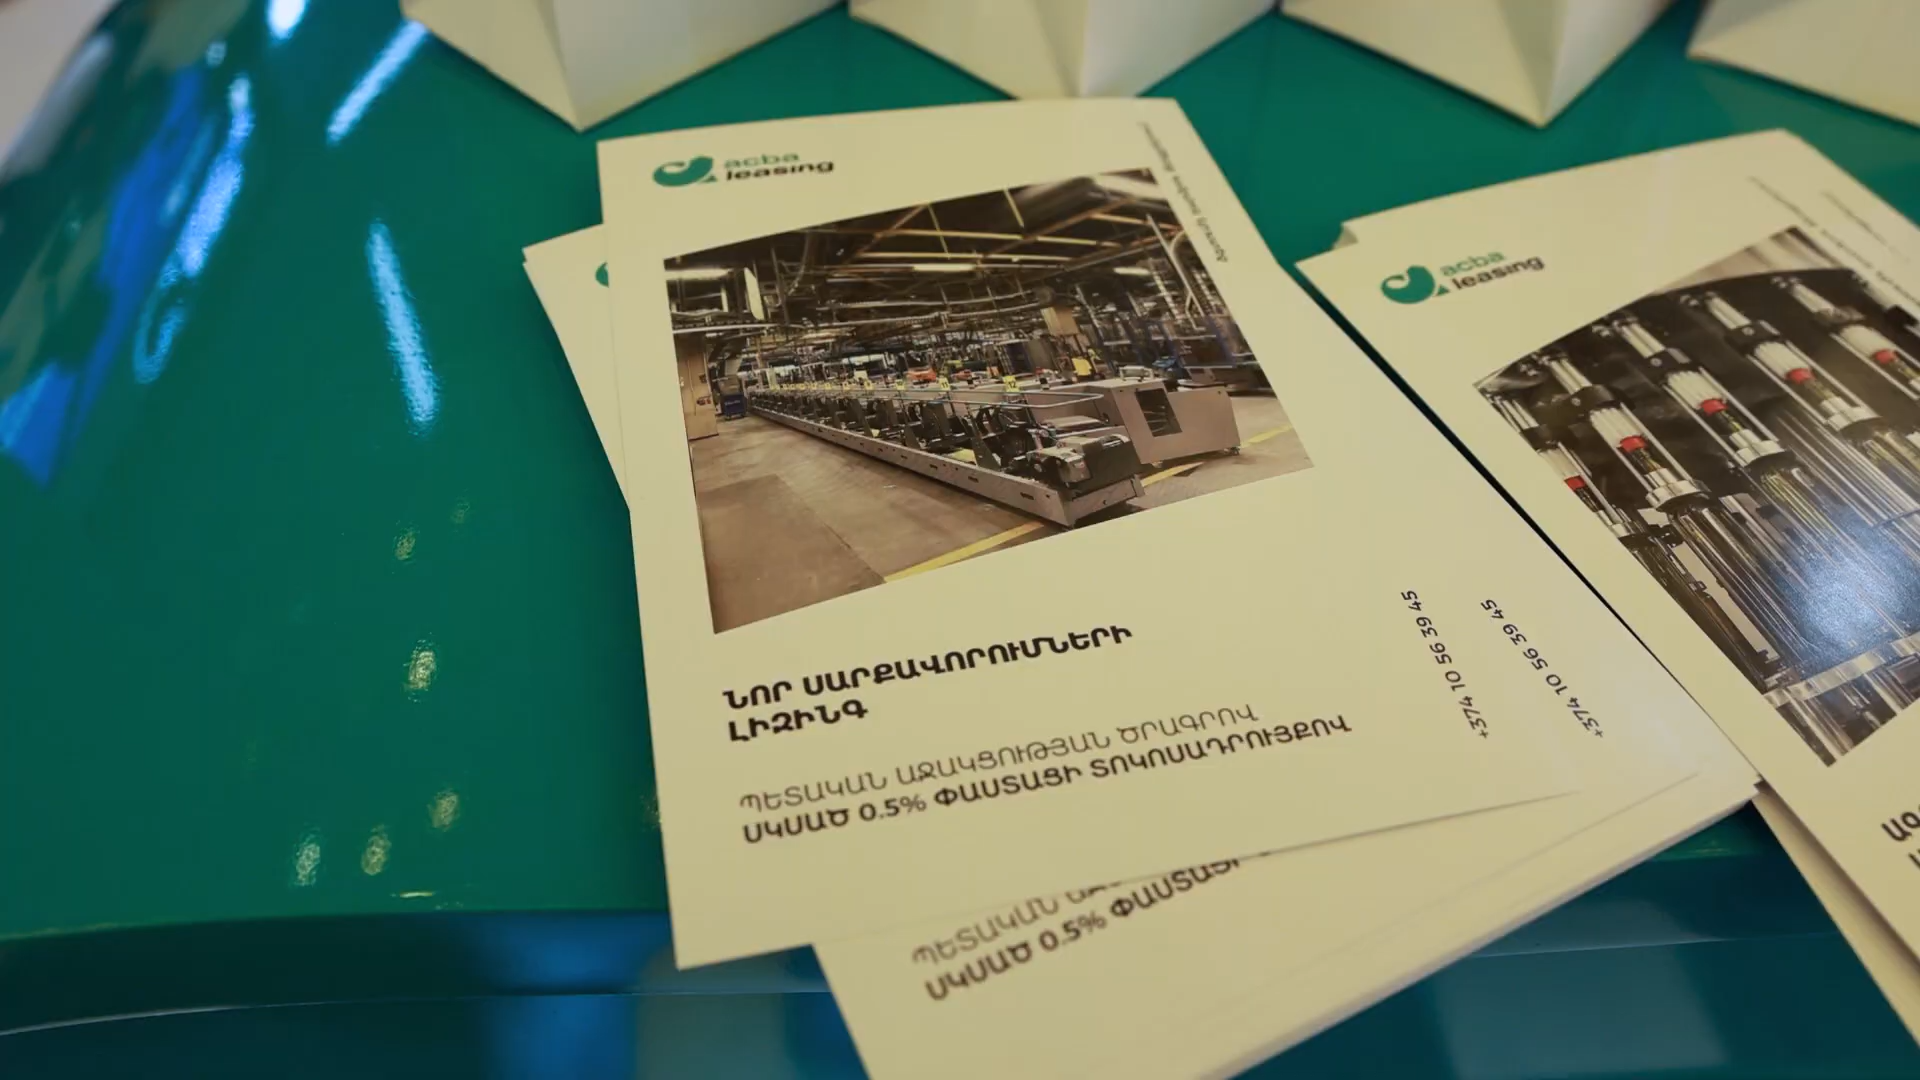 acba
leasing
ՆՈՐ ՍԱՐՔԱՎՈՐՈՒՄՆԵՐԻ
ԼԻԶԻՆԳ
ՊԵՏԱԿԱՆ ԱՋԱԿՑՈՒԹՅԱՆ ԾՐԱԳՐՈՎ
ՍԿՍԱԾ 0.5% ՓԱՍՏԱՑԻ ՏՈԿՈՍԱԴՐՈՒՅՔՈՎ
+374 10 56 39 45
+374 10 56 39 45
ՊԵՏԱԿԱՆ
ՍԿՍԱԾ 0.5% ՓԱՍՏԱՑԻ
acba
leasing